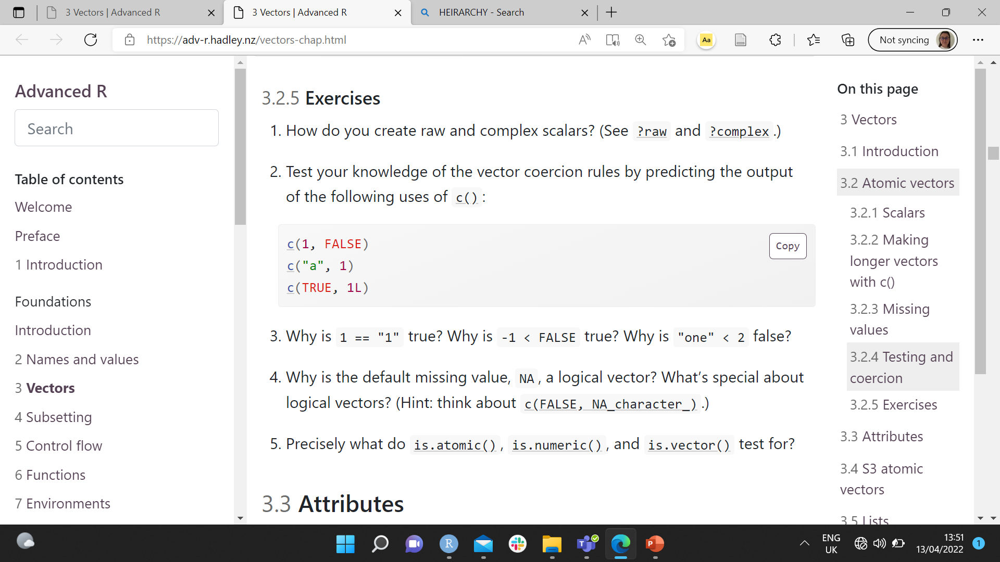 3 Vectors | Advanced R
3 Vectors | Advanced R
HEIRARCHY - Search
https://adv-r.hadley.nz/vectors-chap.html
Aa
Not syncing
Advanced R
Search
Table of contents
Welcome
Preface
1 Introduction
Foundations
Introduction
2 Names and values
3 Vectors
4 Subsetting
5 Control flow
6 Functions
7 Environments
3.2.5 Exercises
1. How do you create raw and complex scalars? (See ?raw and ?complex.)
2. Test your knowledge of the vector coercion rules by predicting the output
of the following uses of c():
Copy
c(1, FALSE)
c("a", 1)
c(TRUE, 1L)
3. Why is 1 == "1" true? Why is -1 < FALSE true? Why is "one" < 2 false?
4. Why is the default missing value, NA, a logical vector? What’s special about
logical vectors? (Hint: think about c(FALSE, NA_character_).)
5. Precisely what do is.atomic(), is.numeric(), and is.vector() test for?
3.3 Attributes
On this page
3 Vectors
3.1 Introduction
3.2 Atomic vectors
3.2.1 Scalars
3.2.2 Making
longer vectors
with c()
3.2.3 Missing
values
3.2.4 Testing and
coercion
3.2.5 Exercises
3.3 Attributes
3.4 S3 atomic
vectors
3.5 Lists
R
T
P
ENG
UK
13:51
13/04/2022
1